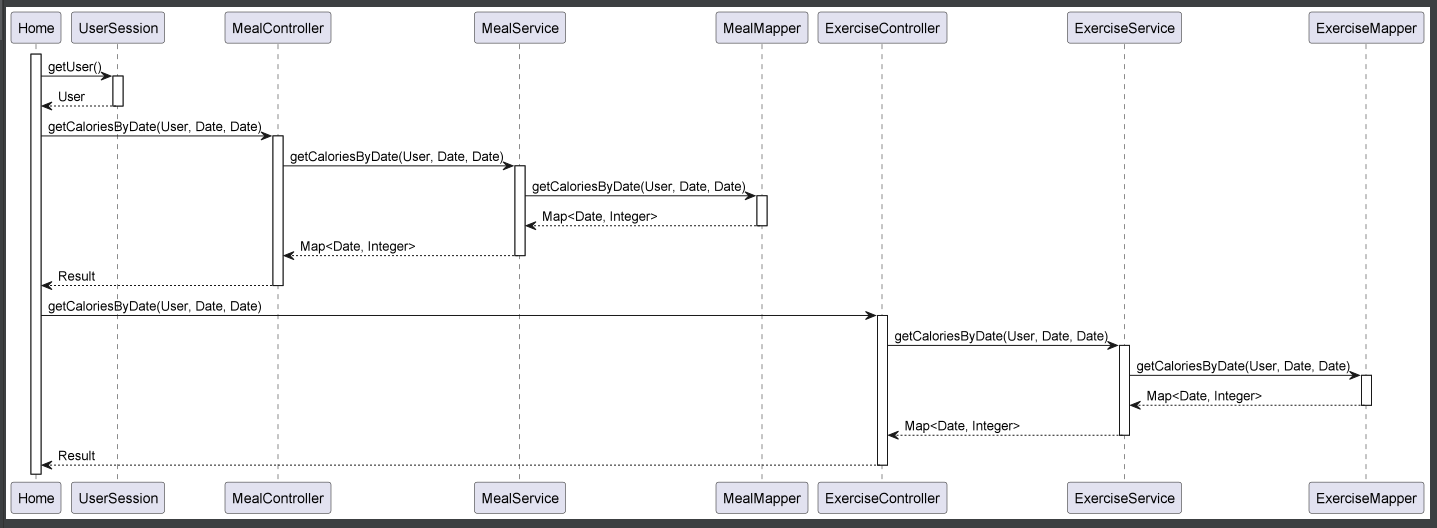 Home UserSession MealController MealService MealMapper ExerciseController ExerciseService ExerciseMapper
getUser()
User
getCaloriesByDate(User, Date, Date)
getCaloriesByDate(User, Date, Date)
getCaloriesByDate(User, Date, Date)
Map<Date, Integer>
Map<Date, Integer>
Result
getCaloriesByDate(User, Date, Date)
getCaloriesByDate(User, Date, Date)
getCaloriesByDate(User, Date, Date)
Map<Date, Integer>
Map<Date, Integer>
Result
Home UserSession MealController MealService MealMapper ExerciseController ExerciseService ExerciseMapper